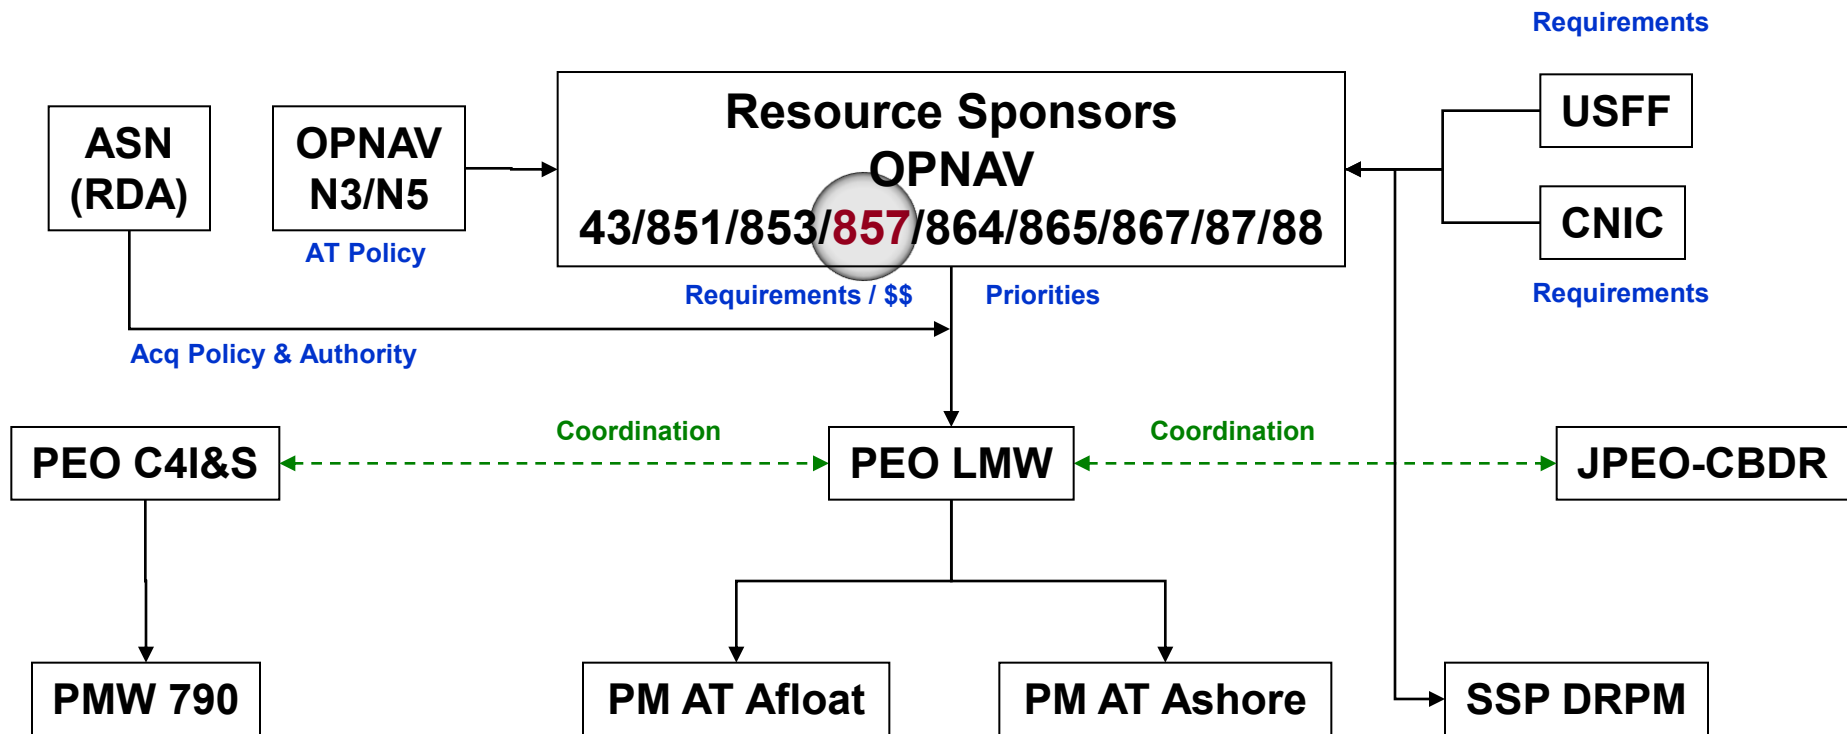 Requirements
ASN
(RDA)
OPNAV
N3/N5
AT Policy
Resource Sponsors
OPNAV
43/851/853/857/864/865/867/87/88
USFF
CNIC
Requirements
Requirements / $$
Priorities
Acq Policy & Authority
Coordination
Coordination
PEO C4I&S
PEO LMW
JPEO-CBDR
PMW 790
PM AT Afloat
PM AT Ashore
SSP DRPM